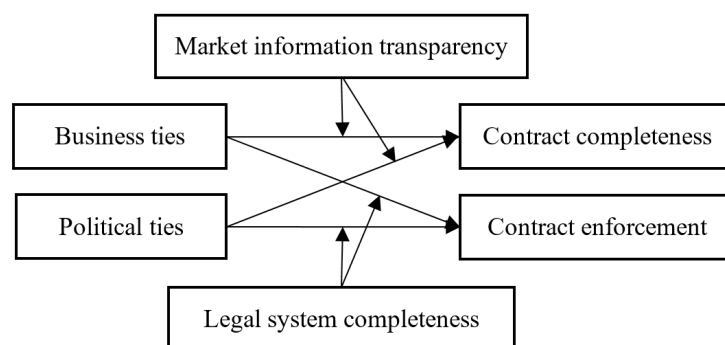 Market information transparency
Business ties
Contract completeness
Political ties
Contract enforcement
Legal system completeness